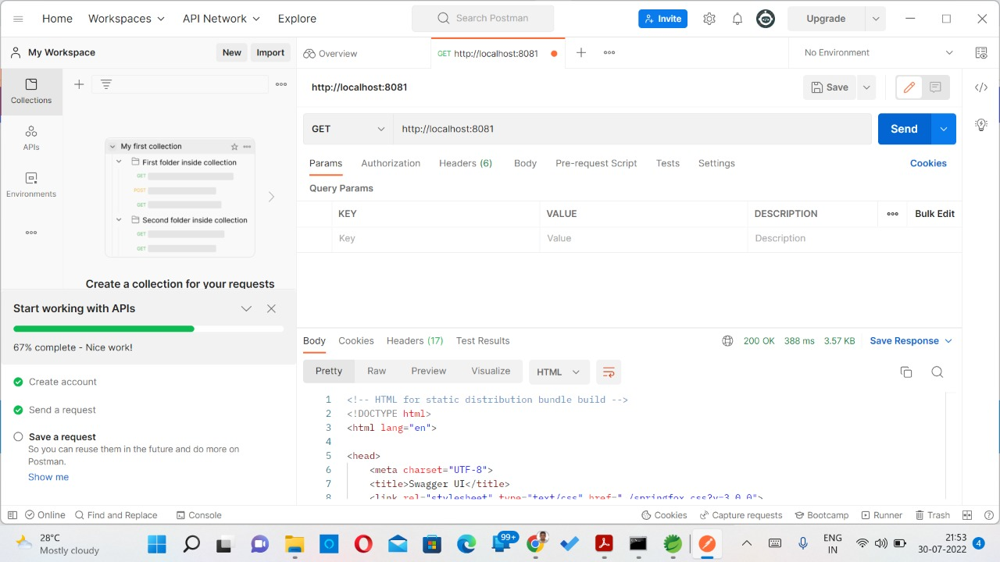 Home Workspaces API Network Explore Search Postman Invite Upgrade
My Workspace New Import Overview GET http://localhost:8081 No Environment
Collections
APIs
Environments
My first collection
First folder inside collection
GET
POST
GET
Second folder inside collection
GET
GET
Create a collection for your requests
Start working with APIs
67% complete - Nice work!
Create account
Send a request
Save a request
So you can reuse them in the future and do more on
Postman.
Show me
http://localhost:8081 Save
GET http://localhost:8081 Send
Params Authorization Headers (6) Body Pre-request Script Tests Settings Cookies
Query Params
KEY VALUE DESCRIPTION Bulk Edit
Key Value Description
Body Cookies Headers (17) Test Results 200 OK 388 ms 3.57 KB Save Response
Pretty Raw Preview Visualize HTML
1 <!-- HTML for static distribution bundle build -->
2 <!DOCTYPE html>
3 <html lang="en">
4
5 <head>
6 <meta charset="UTF-8">
7 <title>Swagger UI</title>
8 <link rel="stylesheet" type="text/css" href="./springfox.css?v=3.0.0">
Online Find and Replace Console Cookies Capture requests Bootcamp Runner Trash
28°C
Mostly cloudy
99+
ENG
IN
21:53
30-07-2022
4